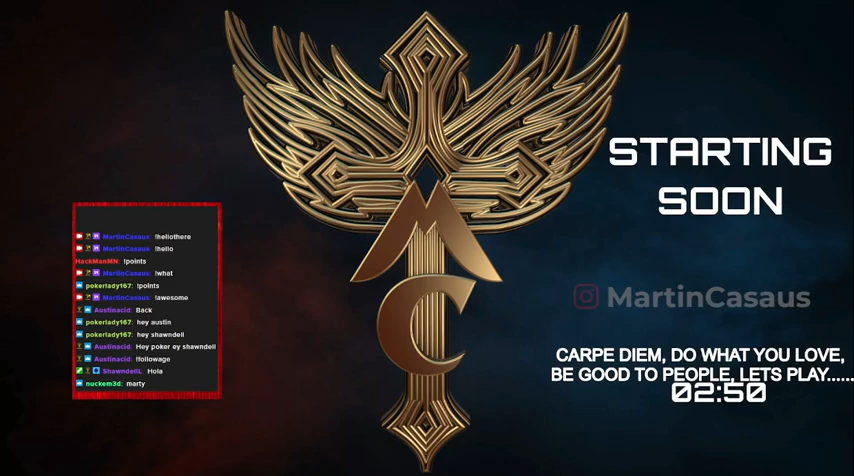 STARTING
SOON
MartinCasaus: !hellothere
MartinCasaus: !hello
HackManMN: !points
MartinCasaus: !what
pokerlady167: !points
MartinCasaus: !awesome
Austinacid: Back
pokerlady167: hey austin
pokerlady167: hey shawndell
Austinacid: Hey poker ey shawndell
Austinacid: !followage
ShawndellL: Hola
nuckem3d: marty
MC
MartinCasaus
CARPE DIEM, DO WHAT YOU LOVE,
BE GOOD TO PEOPLE, LETS PLAY......
02:50